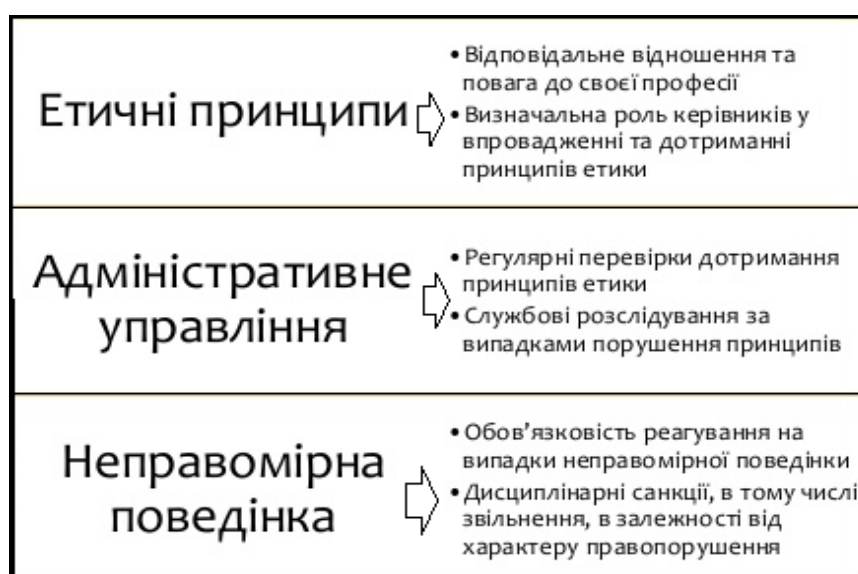 Етичні принципи
• Відповідальне відношення та
повага до своєї професії
• Визначальна роль керівників у
впровадженні та дотриманні
принципів етики
Адміністративне
управління
• Регулярні перевірки дотримання
принципів етики
• Службові розслідування за
випадками порушення принципів
Неправомірна
поведінка
• Обов’язковість реагування на
випадки неправомірної поведінки
• Дисциплінарні санкції, в тому числі
звільнення, в залежності від
характеру правопорушення